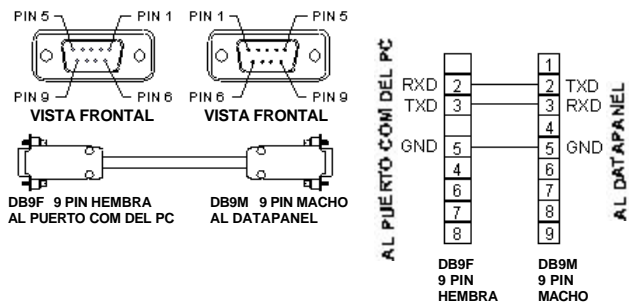 PIN 5 PIN 1 PIN 1 PIN 5
PIN 9 PIN 6 PIN 6 PIN 9
VISTA FRONTAL VISTA FRONTAL
DB9F 9 PIN HEMBRA
AL PUERTO COM DEL PC
DB9M 9 PIN MACHO
AL DATAPANEL
AL PUERTO COM DEL PC
1
RXD 2 2 TXD
TXD 3 3 RXD
4
GND 5 5 GND
4 6
6 7
7 8
8 9
AL DATAPANEL
DB9F
9 PIN
HEMBRA
DB9M
9 PIN
MACHO